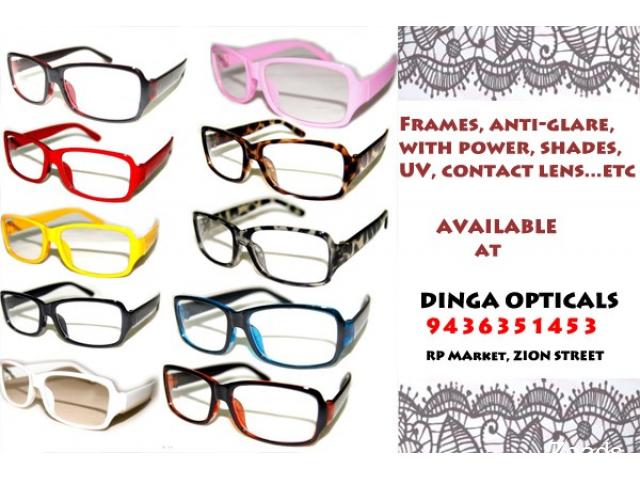 Frames, anti-glare,
with power, shades,
UV, contact lens...etc
available
at
Dinga Opticals
9436351453
RP Market, Zion Street